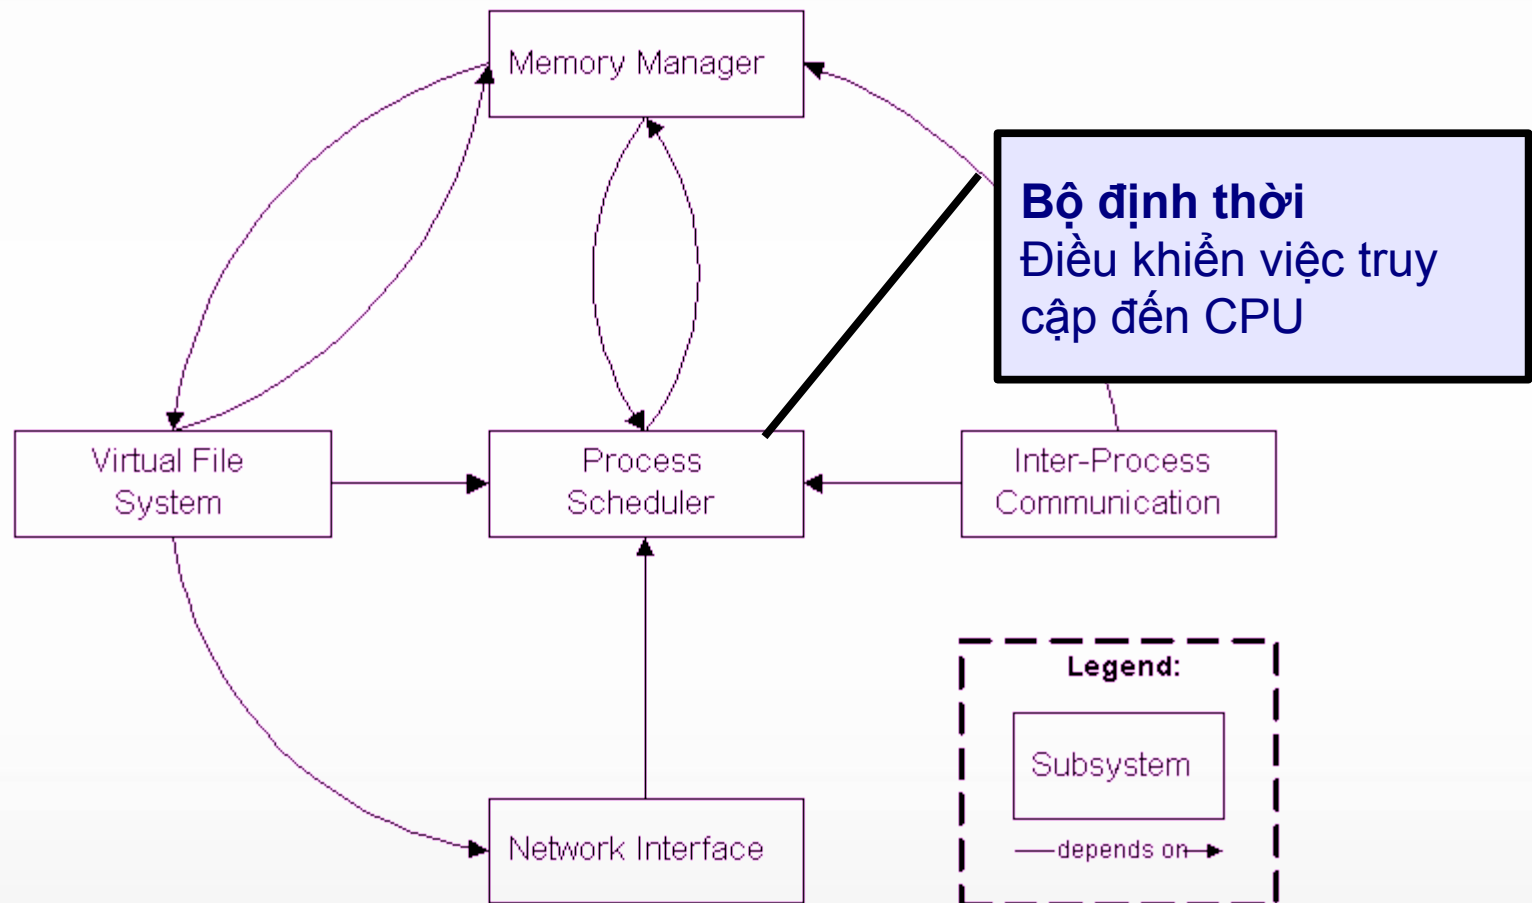 Memory Manager
Bộ định thời
Điều khiển việc truy
cập đến CPU
Virtual File
System
Process
Scheduler
Inter-Process
Communication
Legend:
Subsystem
depends on
Network Interface